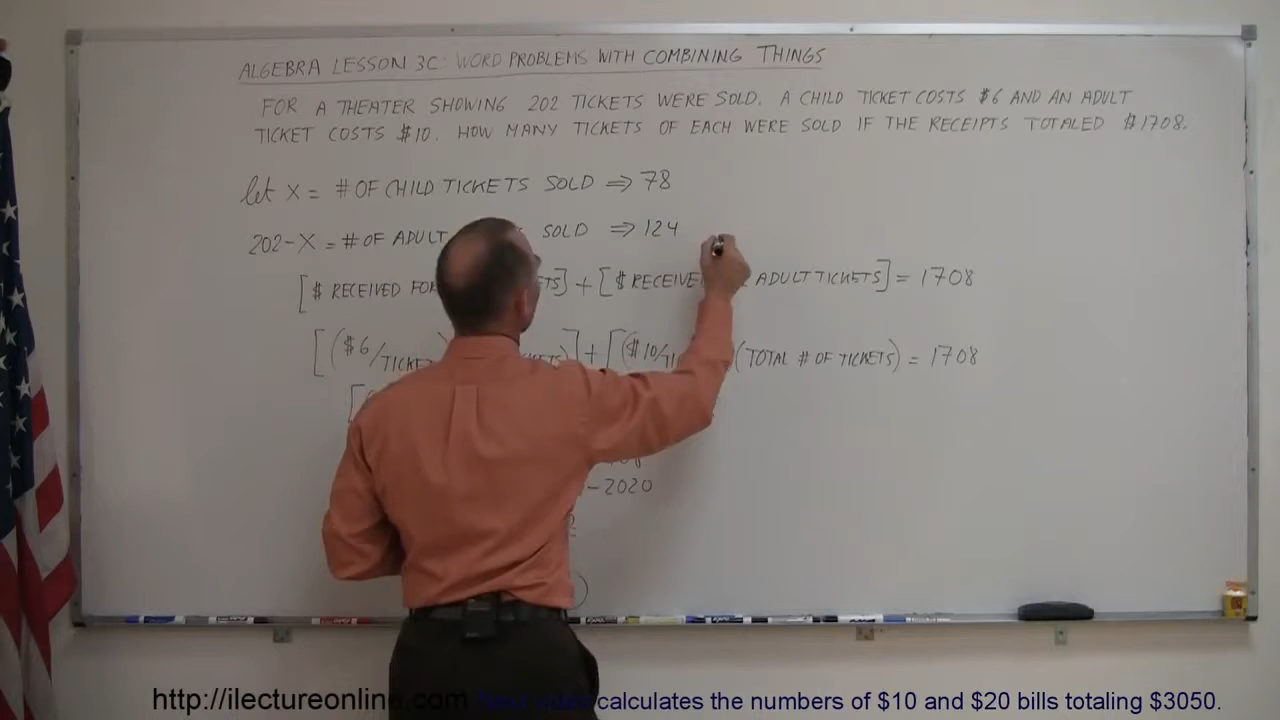 ALGEBRA LESSON 3C: WORD PROBLEMS WITH COMBINING THINGS
FOR A THEATER SHOWING 202 TICKETS WERE SOLD. A CHILD TICKET COSTS $6 AND AN ADULT
TICKET COSTS $10. HOW MANY TICKETS OF EACH WERE SOLD IF THE RECEIPTS TOTALED $1708.
let X = # OF CHILD TICKETS SOLD ⇒ 78
202-X = # OF ADULT SOLD ⇒ 124
[$ RECEIVED FOR ] + [$ ADULT TICKETS] = 1708
[($6/TICKET) ] + [($10/ (TOTAL # OF TICKETS) = 1708
[
-2020
)
http://ilectureonline.com calculates the numbers of $10 and $20 bills totaling $3050.